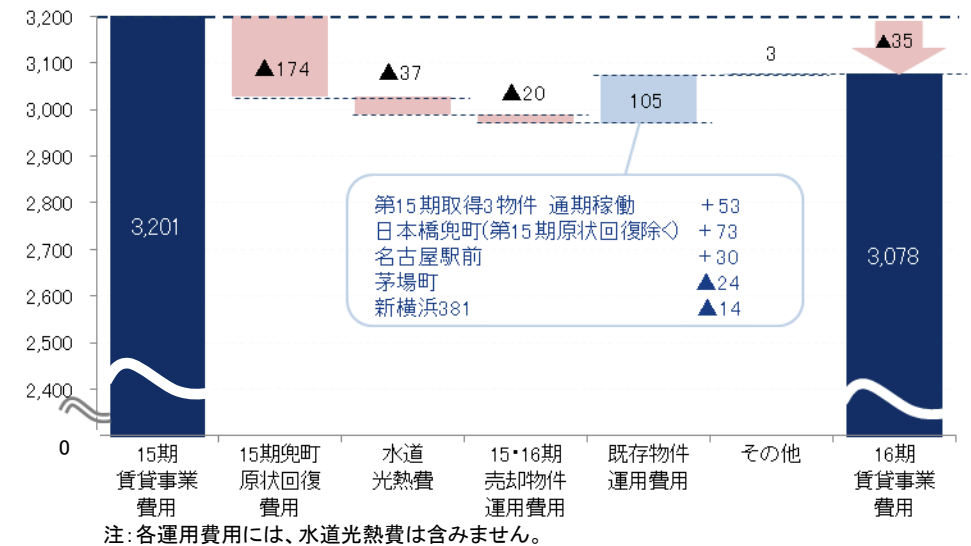 3,200
3,100
3,000
2,900
2,800
2,700
2,600
2,500
2,400
0
3,201
▲174
▲37
▲20
105
3
▲35
3,078
第15期取得3物件 通期稼働 +53
日本橋兜町(第15期原状回復除く) +73
名古屋駅前 +30
茅場町 ▲24
新横浜381 ▲14
15期
賃貸事業
費用
15期兜町
原状回復
費用
水道
光熱費
15・16期
売却物件
運用費用
既存物件
運用費用
その他
16期
賃貸事業
費用
注：各運用費用には、水道光熱費は含みません。